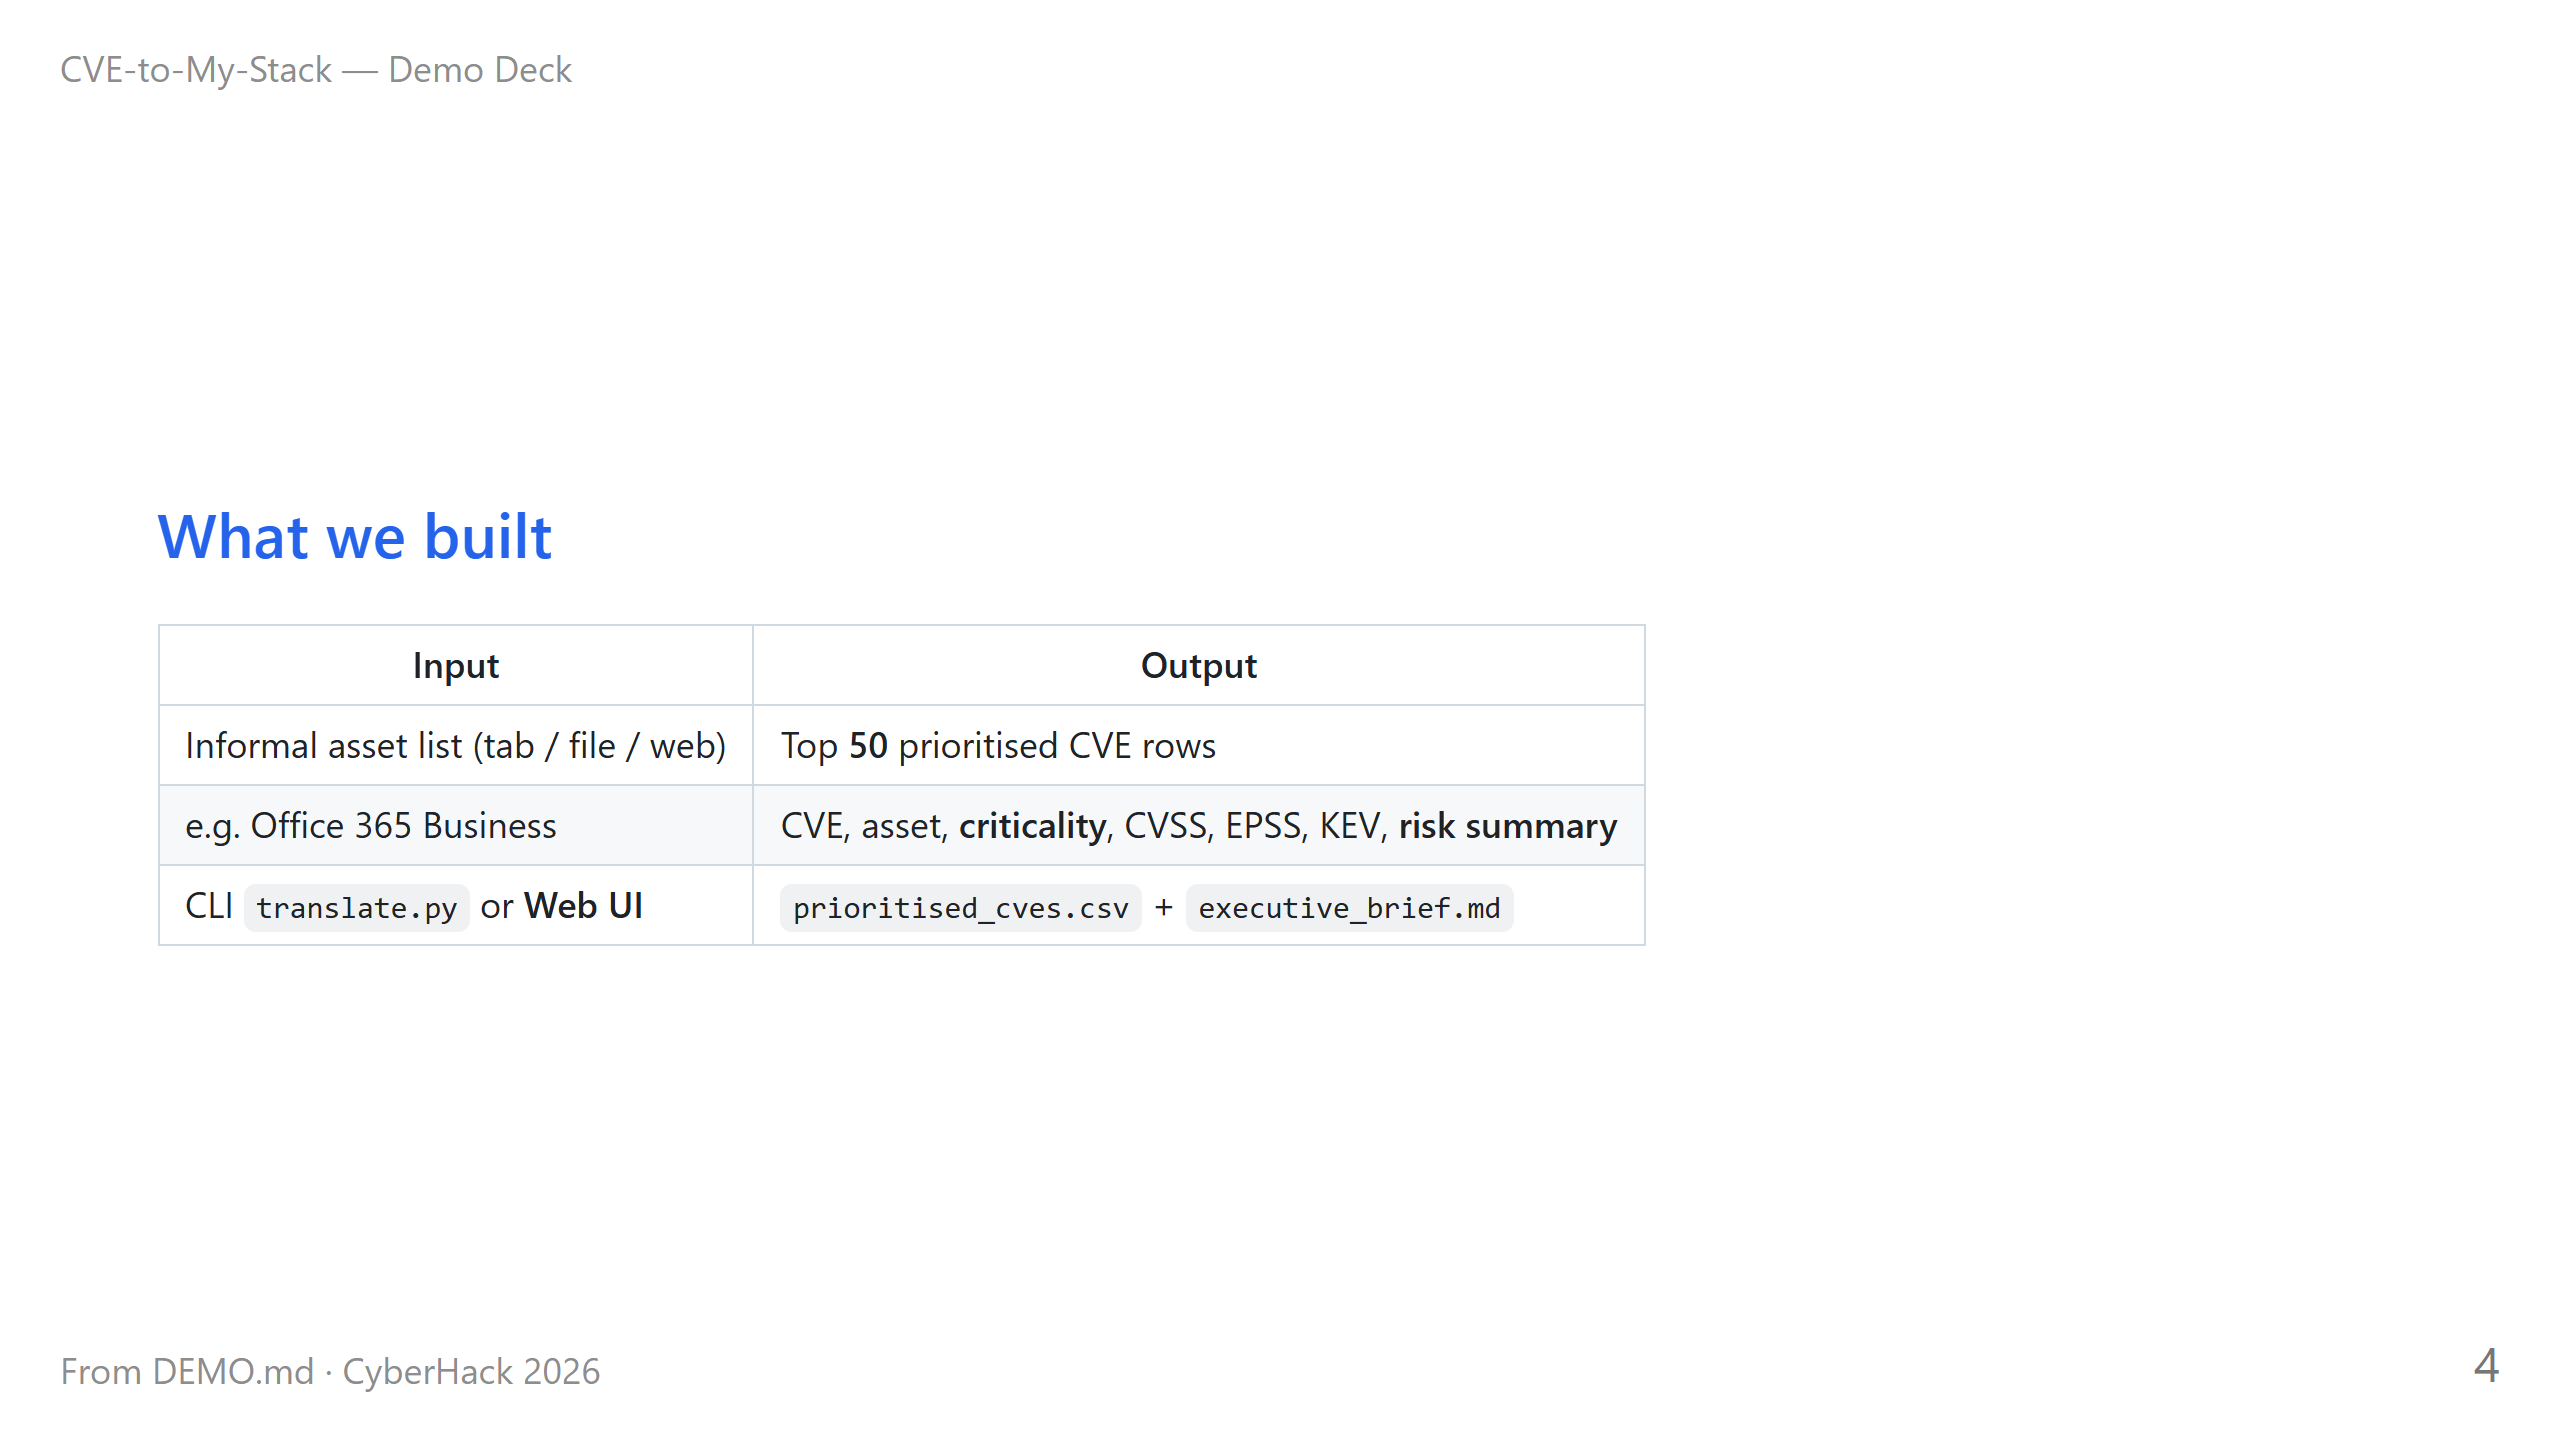 CVE-to-My-Stack — Demo Deck
What we built
Input Output
Informal asset list (tab / file / web) Top 50 prioritised CVE rows
e.g. Office 365 Business CVE, asset, criticality, CVSS, EPSS, KEV, risk summary
CLI translate.py or Web UI prioritised_cves.csv + executive_brief.md
From DEMO.md · CyberHack 2026
4